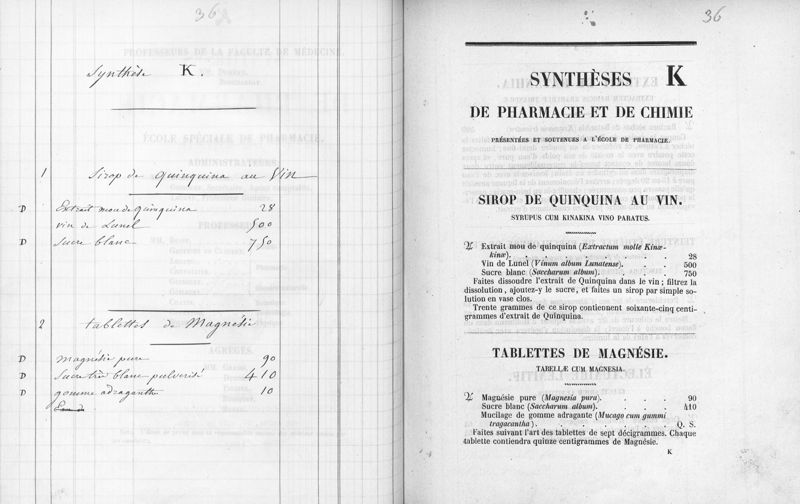 36
Synthèse K.
1 Sirop de Quinquina au Vin
D Extrait mou de quinquina 28
vin de Lunel 500
D Sucre blanc 750
2 tablettes de Magnésie
D magnésie pure 90
D Sucre très blanc pulverisé 410
D gomme adragante 10
36
SYNTHÈSES K
DE PHARMACIE ET DE CHIMIE
PRÉSENTÉES ET SOUTENUES A L'ÉCOLE DE PHARMACIE.
SIROP DE QUINQUINA AU VIN.
SYRUPUS CUM KINAKINA VINO PARATUS.
♃ Extrait mou de quinquina (Extractum molle Kinæ-
kinæ). . . . . . 28
Vin de Lunel (Vinum album Lunatense). . . 500
Sucre blanc (Saccharum album). . . . . 750
Faites dissoudre l'extrait de Quinquina dans le vin; filtrez la
dissolution, ajoutez-y le sucre, et faites un sirop par simple so-
lution en vase clos.
Trente grammes de ce sirop contiennent soixante-cinq centi-
grammes d'extrait de Quinquina.
TABLETTES DE MAGNÉSIE.
TABELLÆ CUM MAGNESIA.
♃ Magnésie pure (Magnesia pura). . . . . 90
Sucre blanc (Saccharum album). . . . . 410
Mucilage de gomme adragante (Mucago cum gummi
tragacantha). . . . . . Q. S.
Faites suivant l'art des tablettes de sept décigrammes. Chaque
tablette contiendra quinze centigrammes de Magnésie.
K